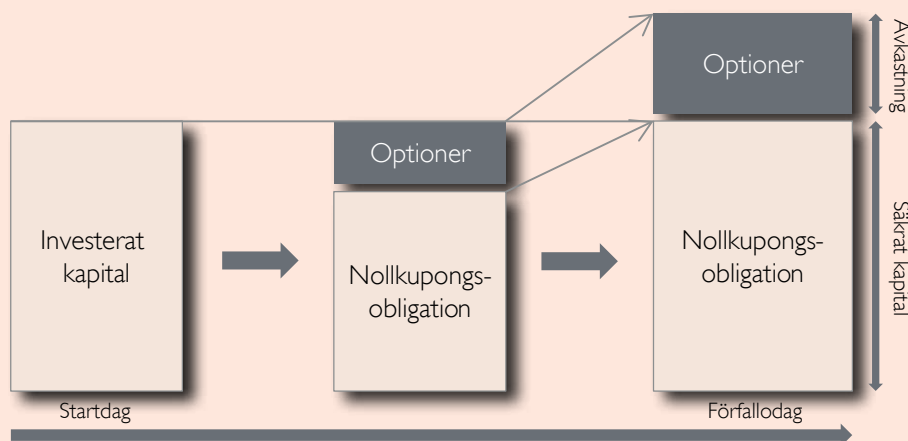 Optioner
Avkastning
Optioner
Investerat
kapital
Nollkupongs-
obligation
Nollkupongs-
obligation
Säkrat kapital
Startdag
Förfallodag